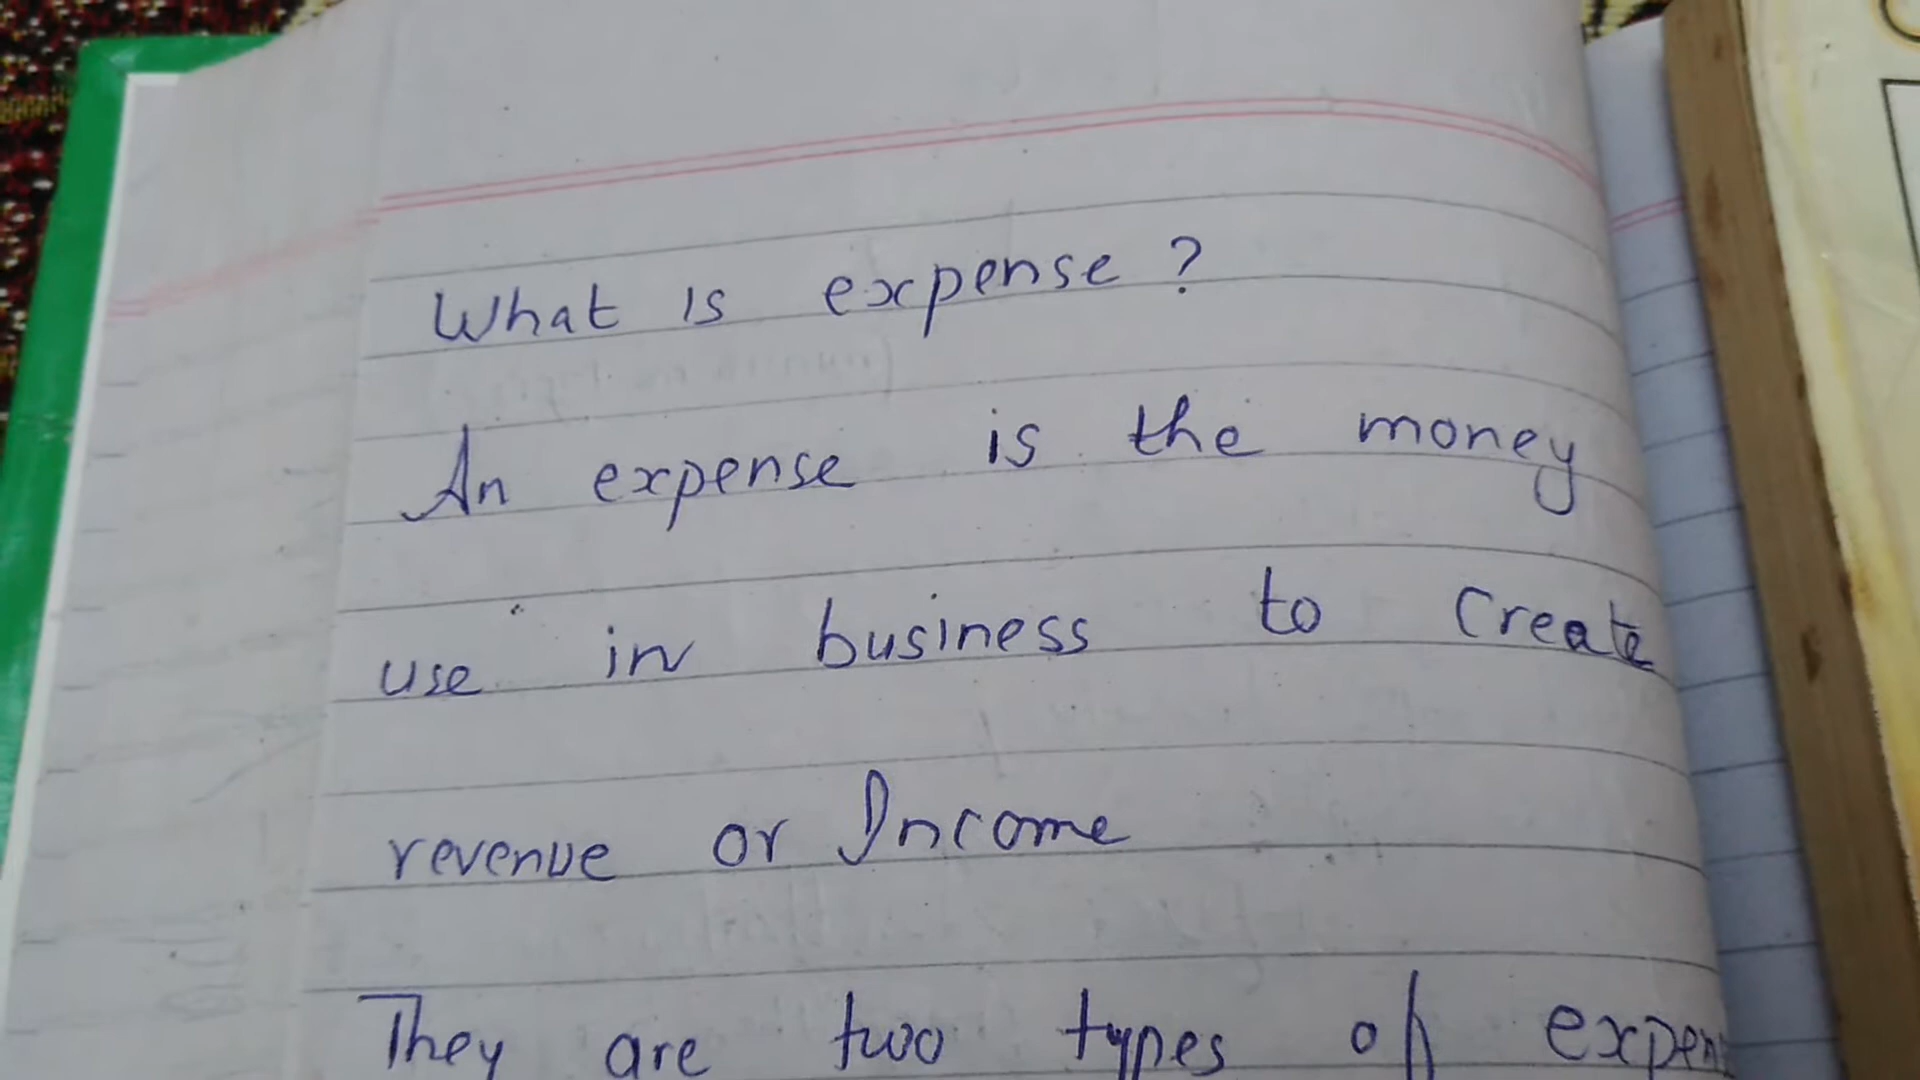 What is expense ?
An expense is the money
use in business to create
revenue or Income
They are two types of